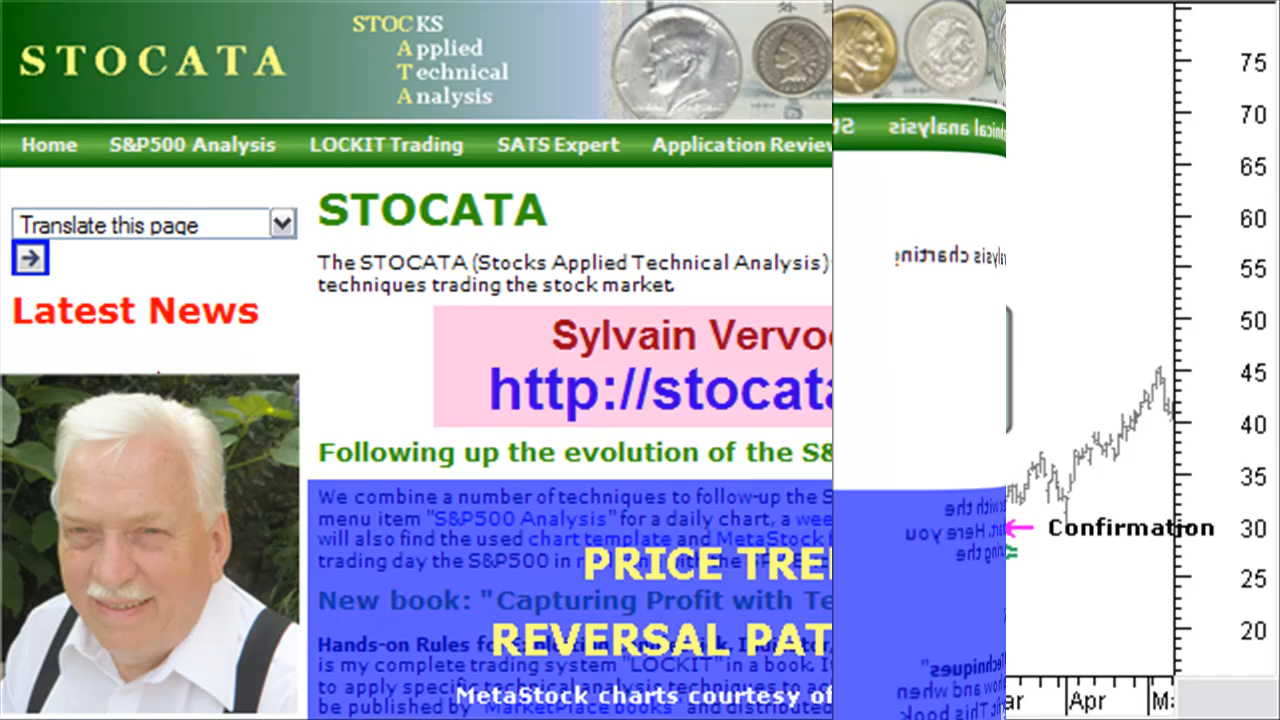 STOCATA
STOCKS
Applied
Technical
Analysis
Home S&P500 Analysis LOCKIT Trading SATS Expert Application Review
Translate this page
Latest News
STOCATA
The STOCATA (Stocks Applied Technical Analysis)
techniques trading the stock market.
Sylvain Vervo
http://stocata
Following up the evolution of the S&
We combine a number of techniques to follow-up the S
menu item "S&P500 Analysis" for a daily chart, a wee
will also find the used chart template and MetaStock
trading day the S&P500 in
PRICE TRE
New book: "Capturing Profit with Te
REVERSAL PAT
Hands-on Rules for
is my complete trading system "LOCKIT" in a book. I
to apply specific technical analysis techniques to
MetaStock charts courtesy of
be published by "MarketPlace books" and distributed
75
70
65
60
55
50
45
40
35
30
25
20
Confirmation
ar Apr M